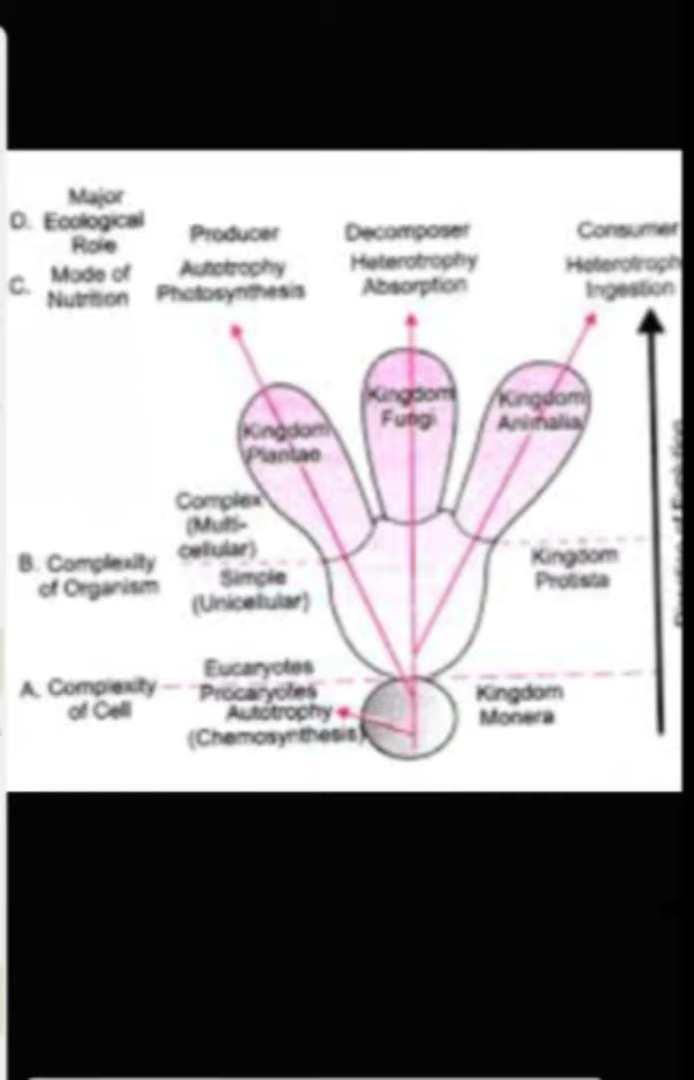 Major
D. Ecological
Role
Producer
Decomposer
Consumer
C. Mode of
Nutrition
Autotrophy
Photosynthesis
Heterotrophy
Absorption
Heterotroph
Ingestion
Kingdom
Plantae
Kingdom
Fungi
Kingdom
Animalia
Complex
(Multi-
cellular)
B. Complexity
of Organism
Simple
(Unicellular)
Kingdom
Protista
Eucaryotes
A. Complexity
of Cell
Procaryotes
Autotrophy
(Chemosynthesis)
Kingdom
Monera